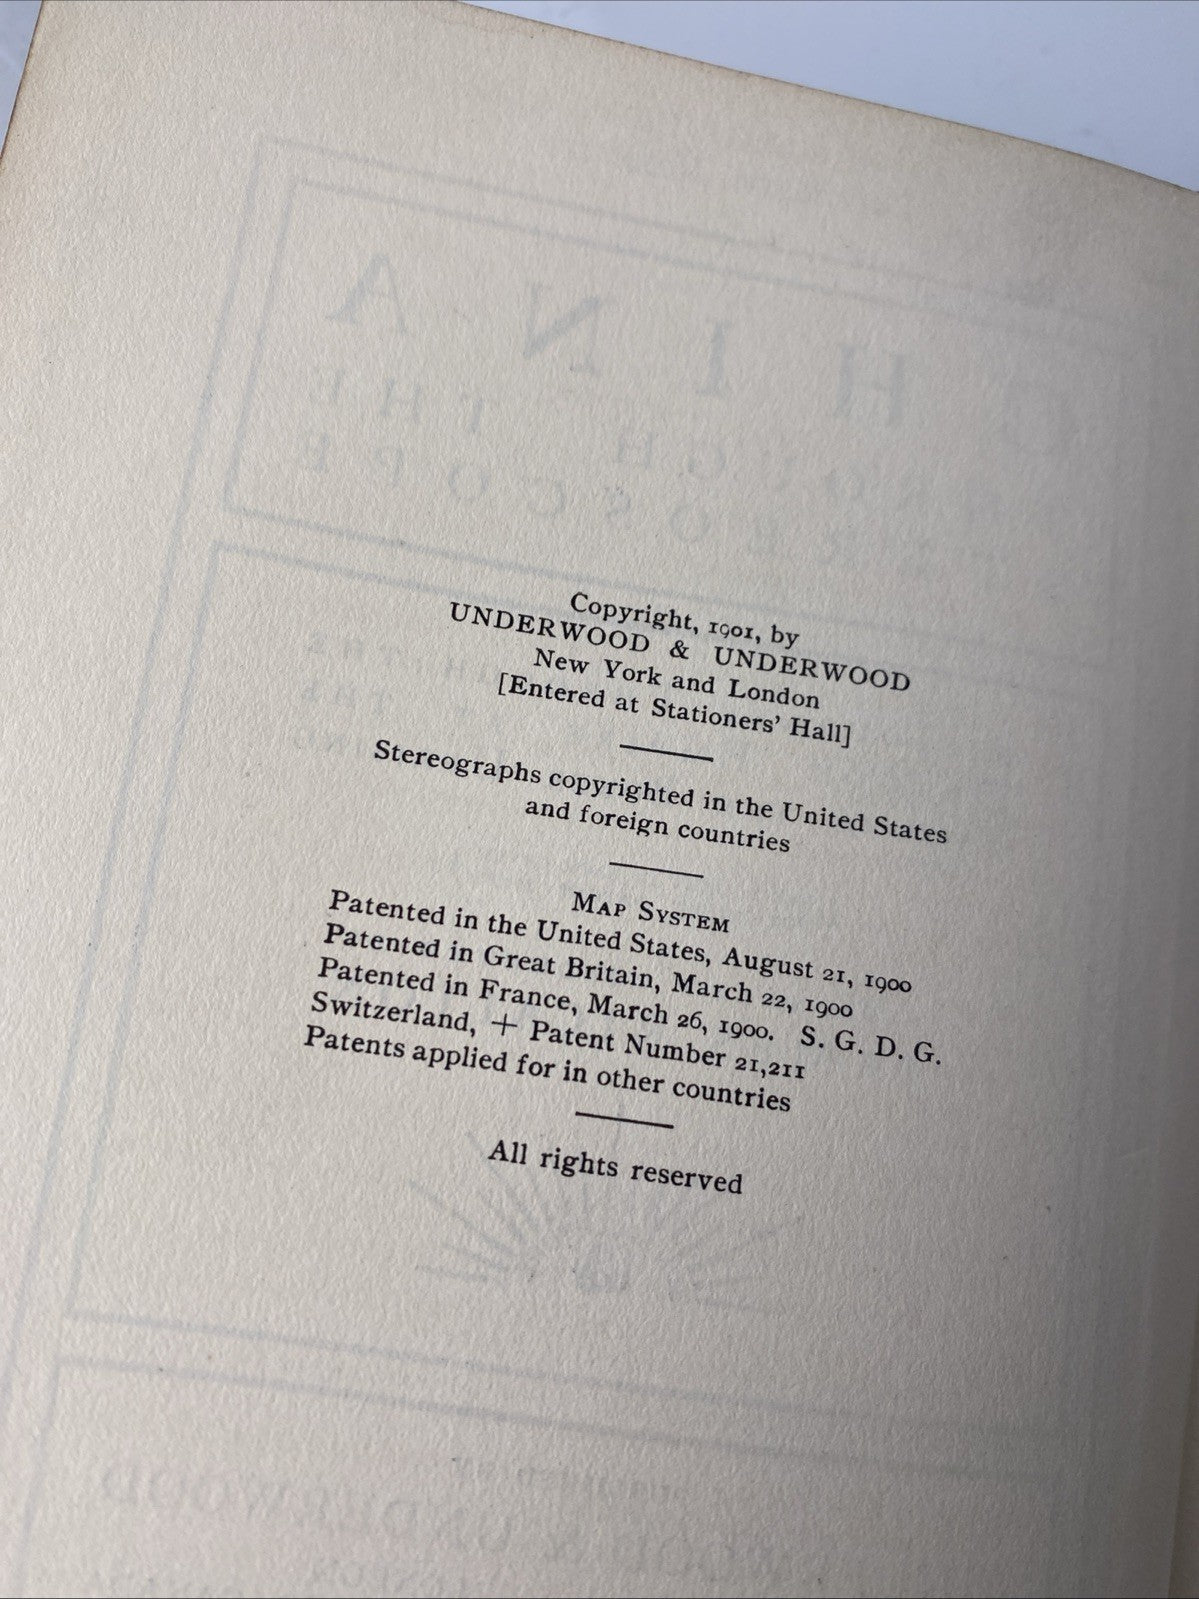 Copyright, 1901, by
UNDERWOOD & UNDERWOOD
New York and London
[Entered at Stationers' Hall]
Stereographs copyrighted in the United States
and foreign countries
MAP SYSTEM
Patented in the United States, August 21, 1900
Patented in Great Britain, March 22, 1900
Patented in France, March 26, 1900. S. G. D. G.
Switzerland, + Patent Number 21,211
Patents applied for in other countries
All rights reserved